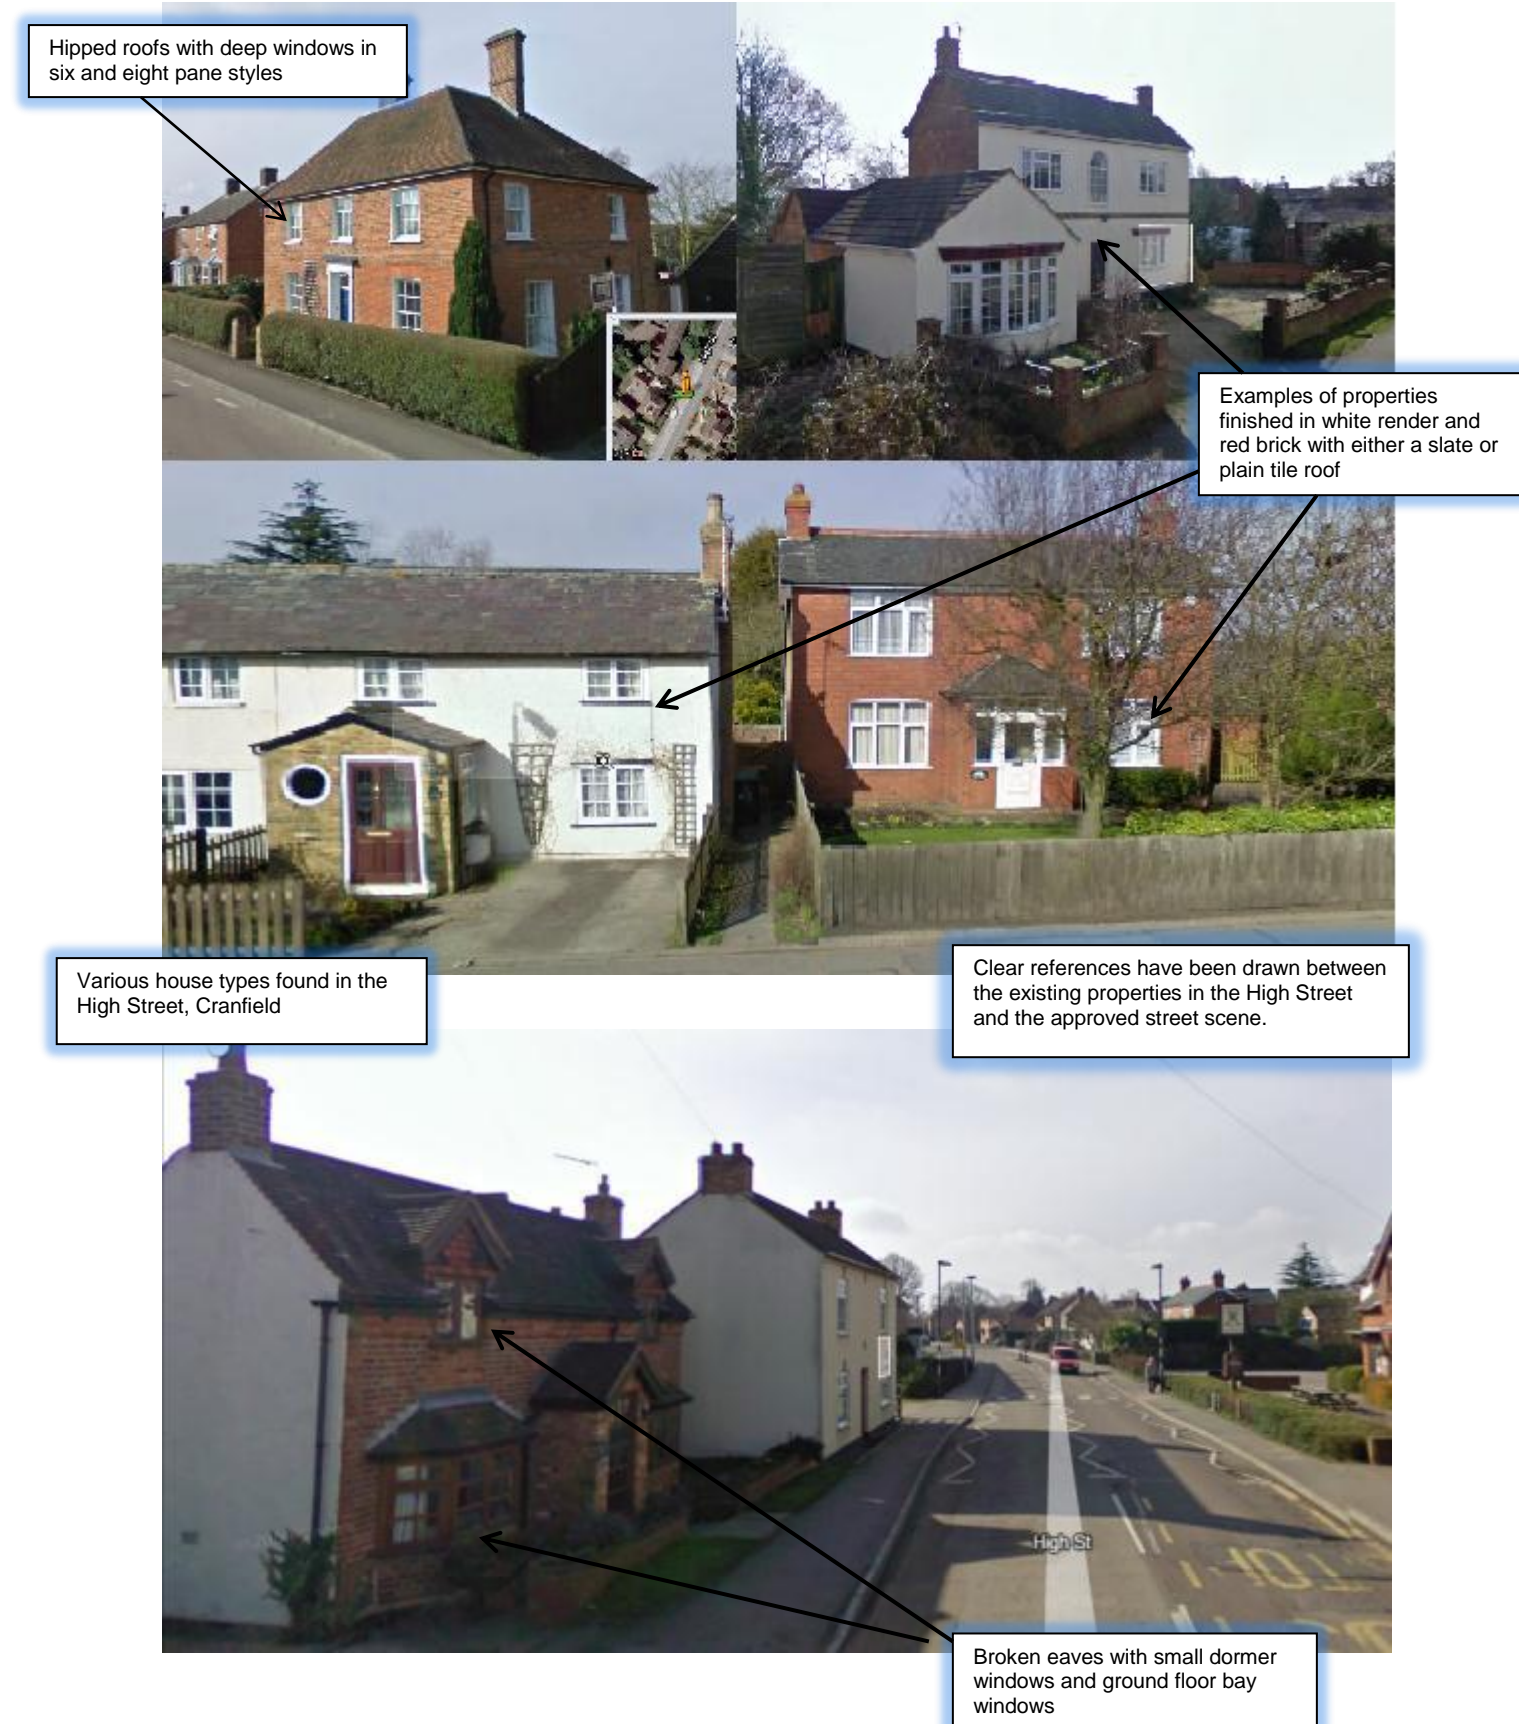 Hipped roofs with deep windows in
six and eight pane styles
Examples of properties
finished in white render and
red brick with either a slate or
plain tile roof
Various house types found in the
High Street, Cranfield
Clear references have been drawn between
the existing properties in the High Street
and the approved street scene.
High St
Broken eaves with small dormer
windows and ground floor bay
windows